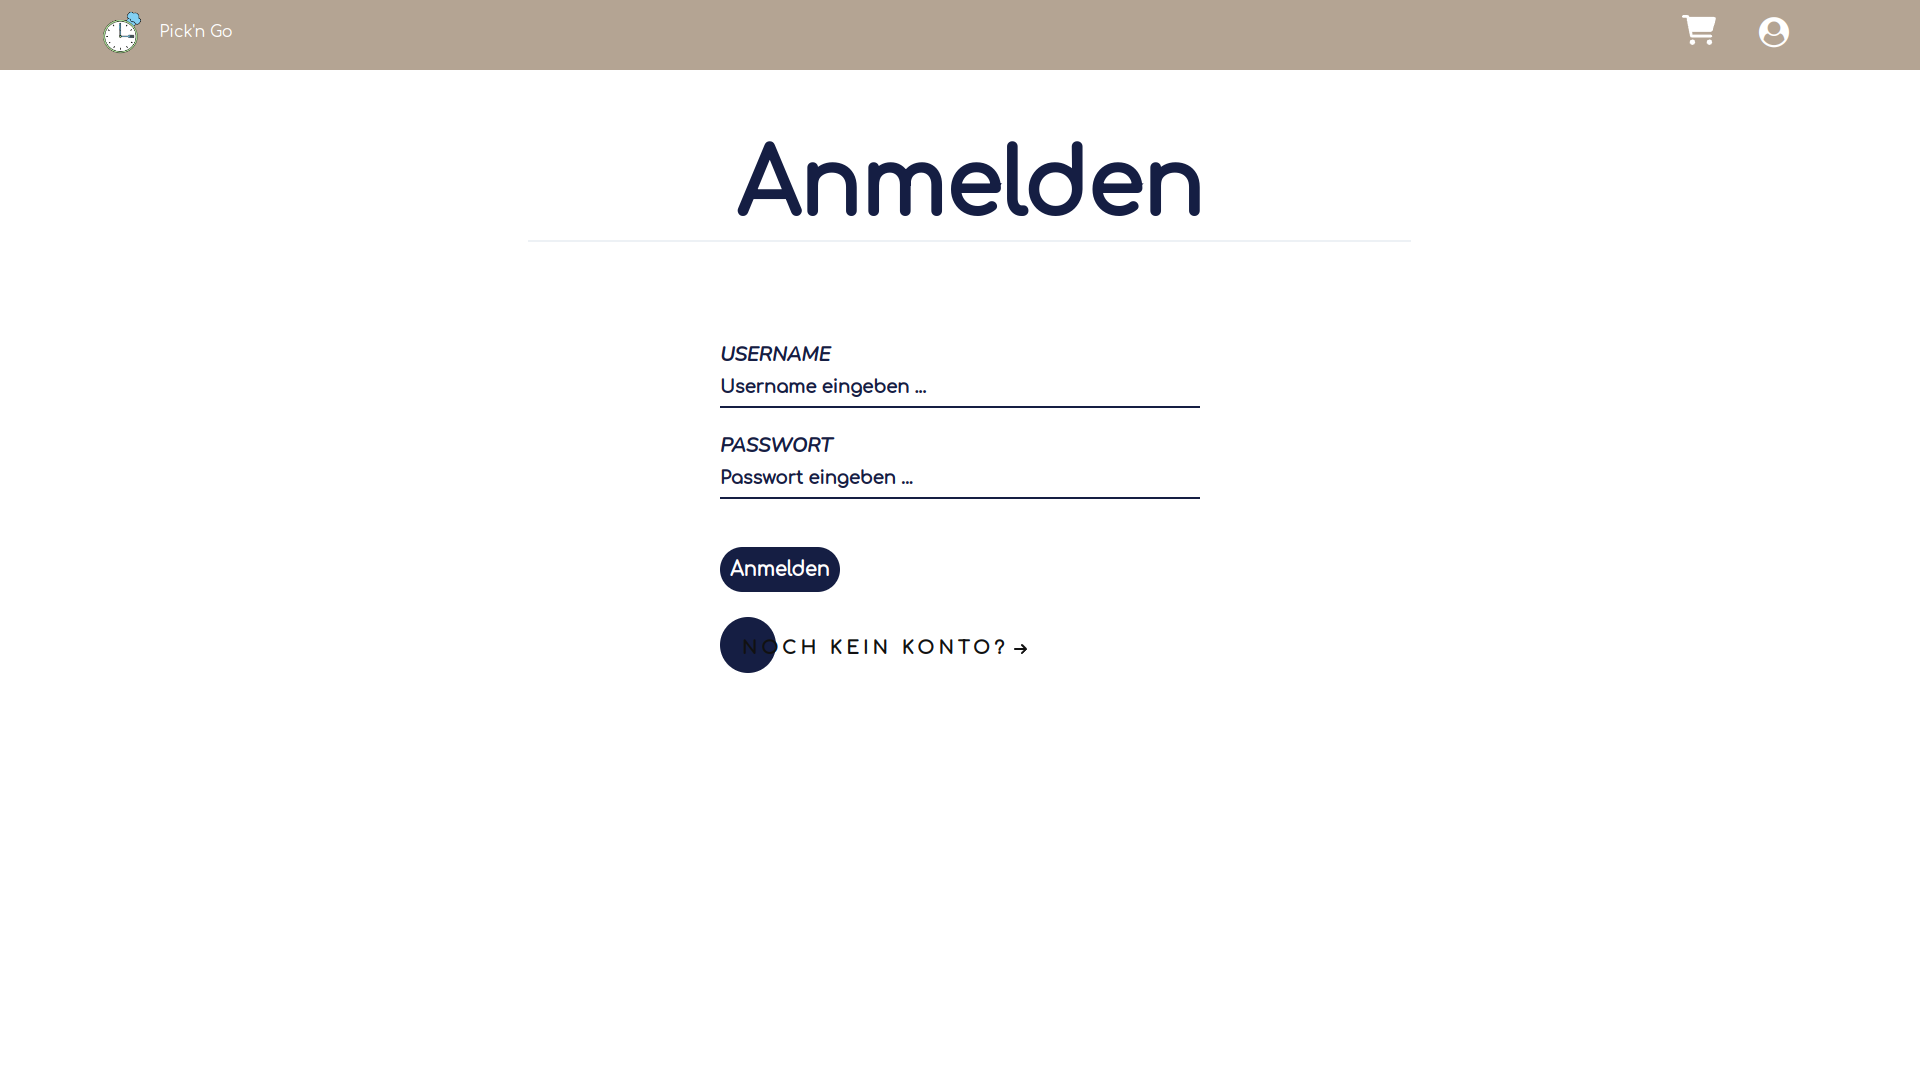 Pick'n Go
Anmelden
USERNAME
Username eingeben ...
PASSWORT
Passwort eingeben ...
Anmelden
NOCH KEIN KONTO? →